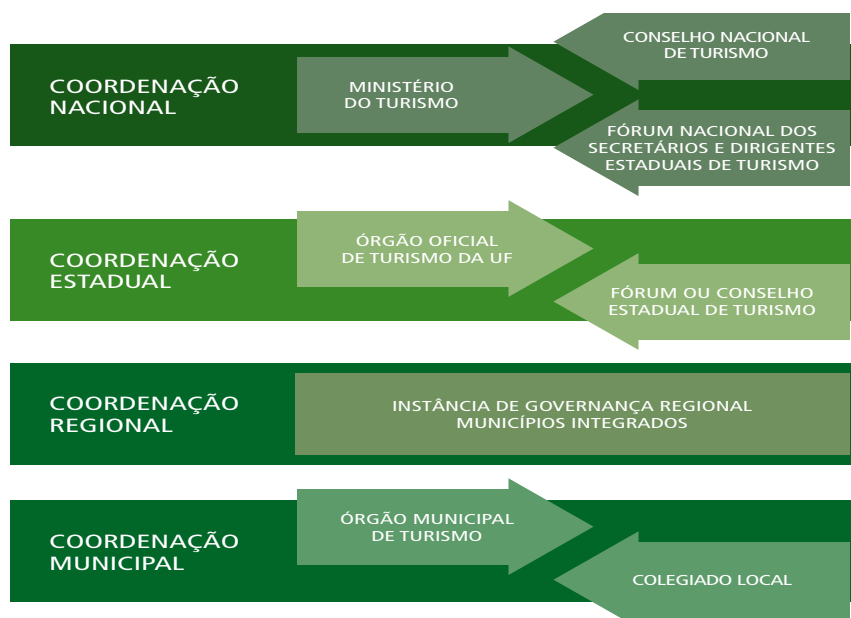 COORDENAÇÃO
NACIONAL
MINISTÉRIO
DO TURISMO
CONSELHO NACIONAL
DE TURISMO
FÓRUM NACIONAL DOS
SECRETÁRIOS E DIRIGENTES
ESTADUAIS DE TURISMO
COORDENAÇÃO
ESTADUAL
ÓRGÃO OFICIAL
DE TURISMO DA UF
FÓRUM OU CONSELHO
ESTADUAL DE TURISMO
COORDENAÇÃO
REGIONAL
INSTÂNCIA DE GOVERNANÇA REGIONAL
MUNICÍPIOS INTEGRADOS
COORDENAÇÃO
MUNICIPAL
ÓRGÃO MUNICIPAL
DE TURISMO
COLEGIADO LOCAL